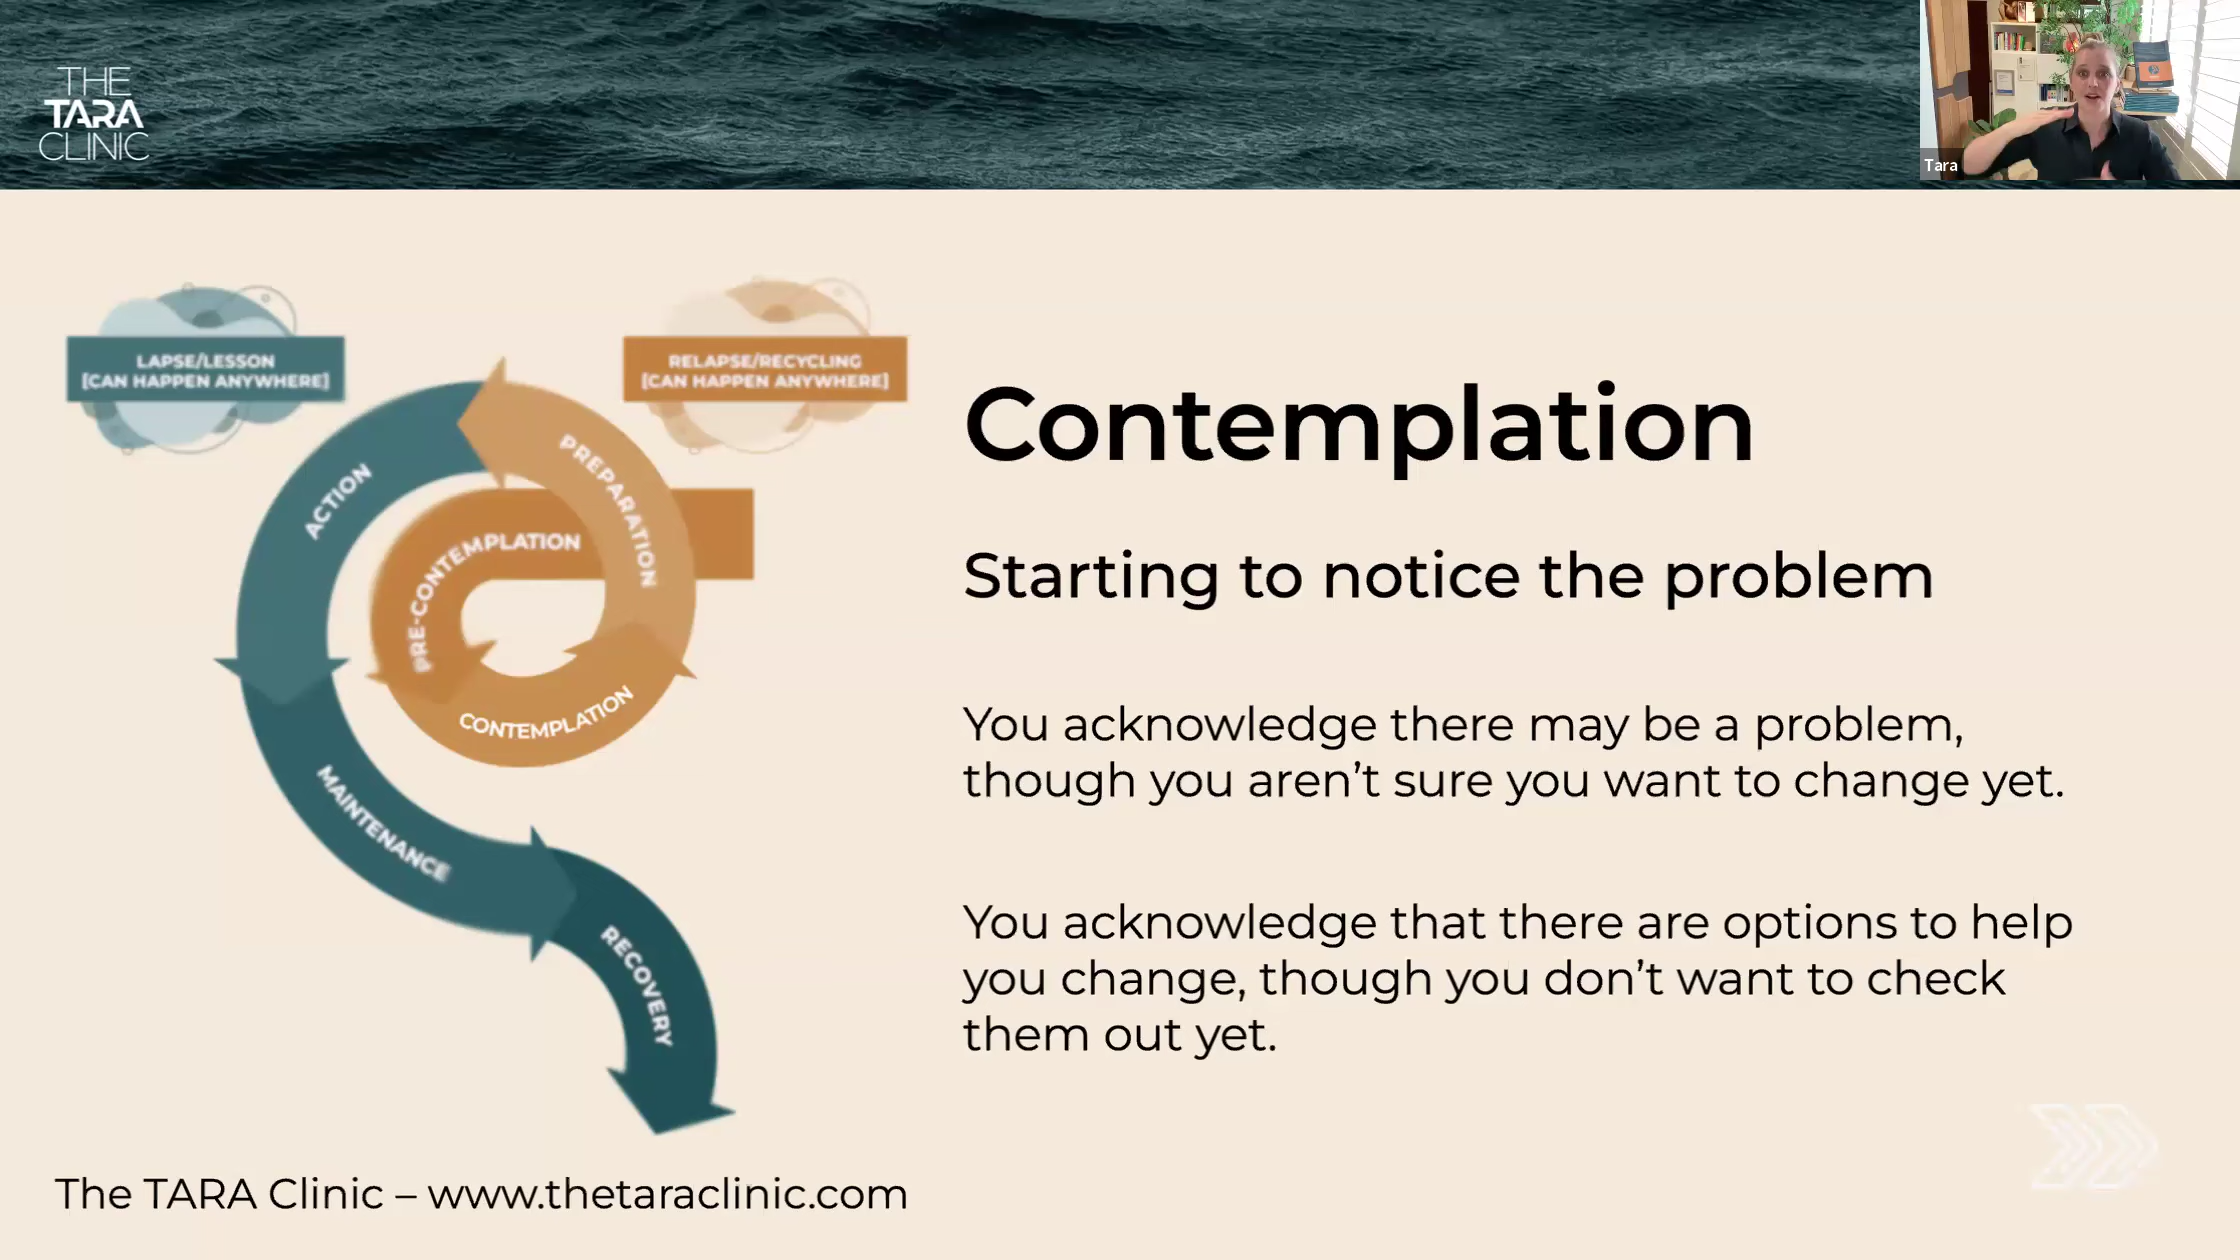 THE
TARA
CLINIC
Tara
LAPSE/LESSON
[CAN HAPPEN ANYWHERE]
RELAPSE/RECYCLING
[CAN HAPPEN ANYWHERE]
PREPARATION
ACTION
PRE-CONTEMPLATION
CONTEMPLATION
MAINTENANCE
RECOVERY
Contemplation
Starting to notice the problem
You acknowledge there may be a problem,
though you aren’t sure you want to change yet.
You acknowledge that there are options to help
you change, though you don’t want to check
them out yet.
The TARA Clinic – www.thetaraclinic.com